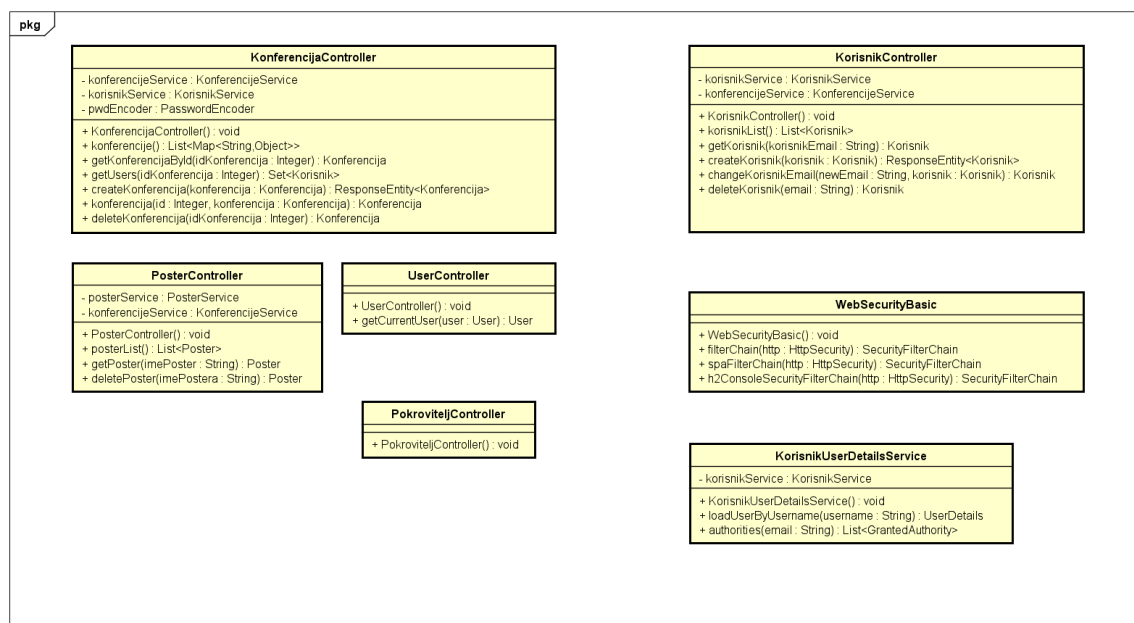 pkg
KonferencijaController
- konferencijeService : KonferencijeService
- korisnikService : KorisnikService
- pwdEncoder : PasswordEncoder
+ KonferencijaController() : void
+ konferencije() : List<Map<String,Object>>
+ getKonferencijaById(idKonferencija : Integer) : Konferencija
+ getUsers(idKonferencija : Integer) : Set<Korisnik>
+ createKonferencija(konferencija : Konferencija) : ResponseEntity<Konferencija>
+ konferencija(id : Integer, konferencija : Konferencija) : Konferencija
+ deleteKonferencija(idKonferencija : Integer) : Konferencija
KorisnikController
- korisnikService : KorisnikService
- konferencijeService : KonferencijeService
+ KorisnikController() : void
+ korisnikList() : List<Korisnik>
+ getKorisnik(korisnikEmail : String) : Korisnik
+ createKorisnik(korisnik : Korisnik) : ResponseEntity<Korisnik>
+ changeKorisnikEmail(newEmail : String, korisnik : Korisnik) : Korisnik
+ deleteKorisnik(email : String) : Korisnik
PosterController
- posterService : PosterService
- konferencijeService : KonferencijeService
+ PosterController() : void
+ posterList() : List<Poster>
+ getPoster(imePoster : String) : Poster
+ deletePoster(imePostera : String) : Poster
UserController
+ UserController() : void
+ getCurrentUser(user : User) : User
WebSecurityBasic
+ WebSecurityBasic() : void
+ filterChain(http : HttpSecurity) : SecurityFilterChain
+ spaFilterChain(http : HttpSecurity) : SecurityFilterChain
+ h2ConsoleSecurityFilterChain(http : HttpSecurity) : SecurityFilterChain
PokroviteljController
+ PokroviteljController() : void
KorisnikUserDetailsService
- korisnikService : KorisnikService
+ KorisnikUserDetailsService() : void
+ loadUserByUsername(username : String) : UserDetails
+ authorities(email : String) : List<GrantedAuthority>